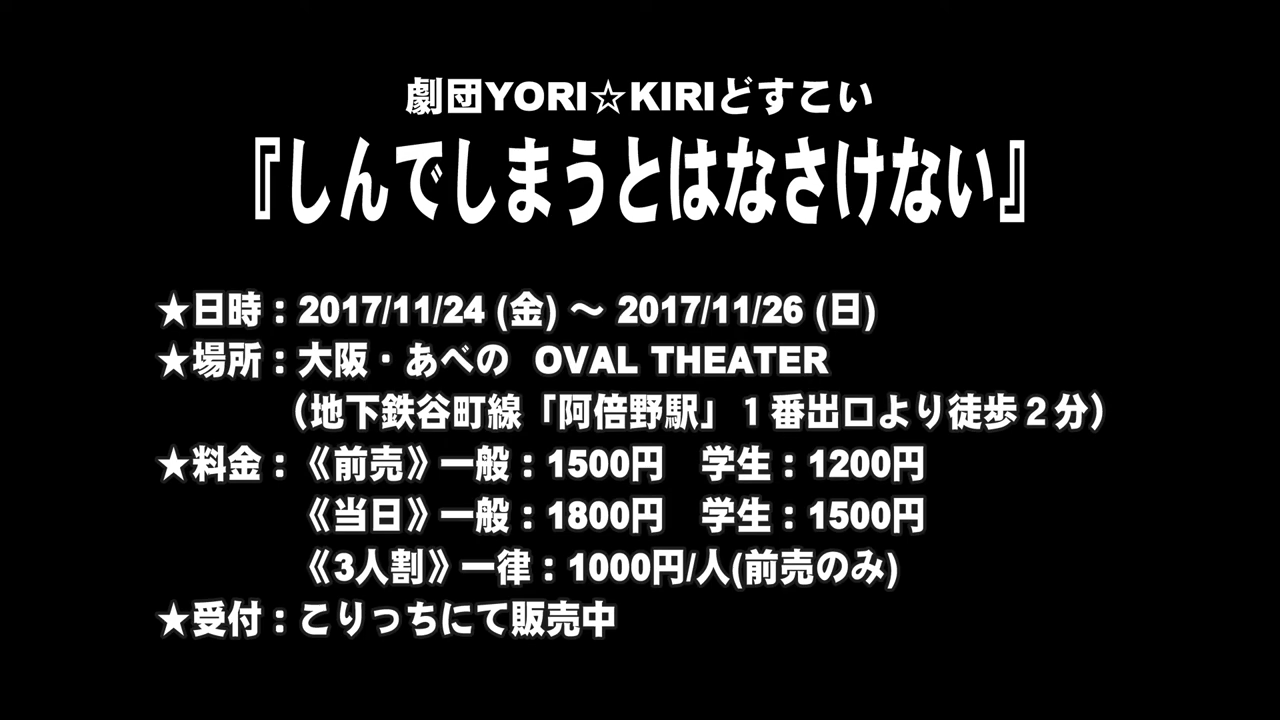 劇団YORI☆KIRIどすこい
『しんでしまうとはなさけない』
★日時：2017/11/24 (金) ～ 2017/11/26 (日)
★場所：大阪・あべの　OVAL THEATER
（地下鉄谷町線「阿倍野駅」１番出口より徒歩２分）
★料金：《前売》一般：1500円　学生：1200円
《当日》一般：1800円　学生：1500円
《3人割》一律：1000円/人(前売のみ)
★受付：こりっちにて販売中